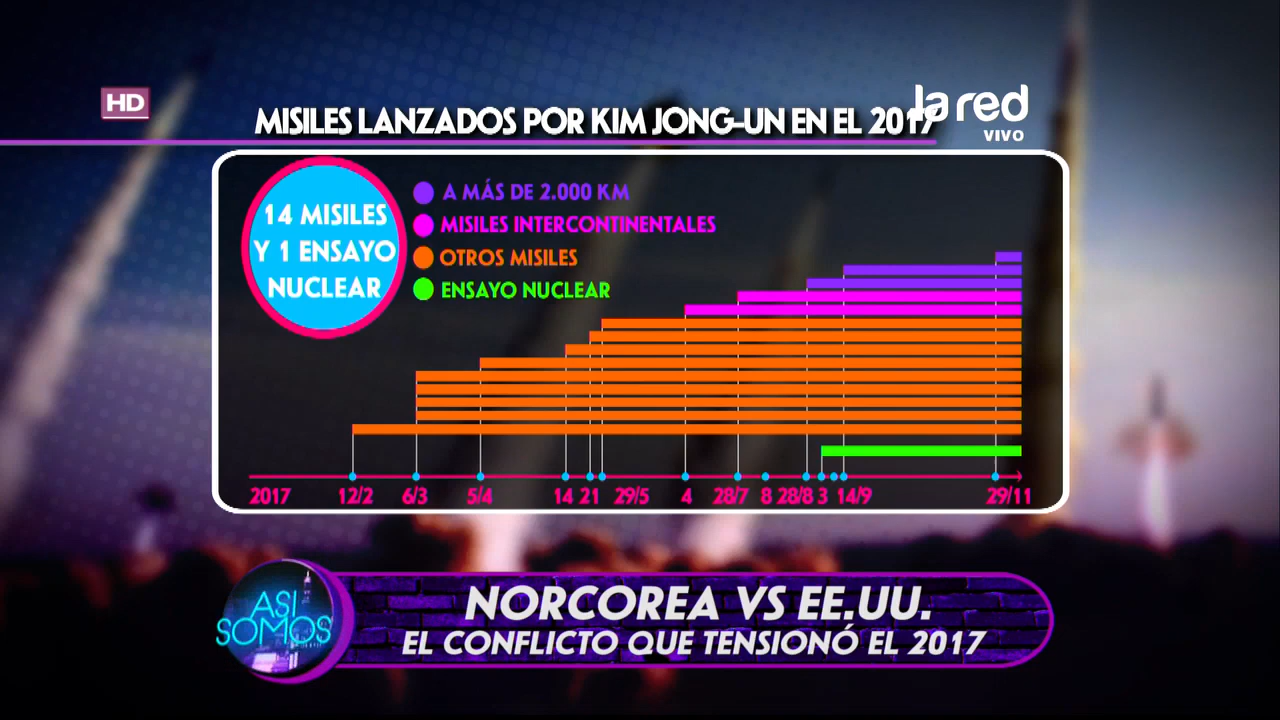 HD
la red
VIVO
MISILES LANZADOS POR KIM JONG-UN EN EL 2017
14 MISILES
Y 1 ENSAYO
NUCLEAR
A MÁS DE 2.000 KM
MISILES INTERCONTINENTALES
OTROS MISILES
ENSAYO NUCLEAR
2017 12/2 6/3 5/4 14 21 29/5 4 28/7 8 28/8 3 14/9 29/11
ASI
SOMOS
NORCOREA VS EE.UU.
EL CONFLICTO QUE TENSIONÓ EL 2017